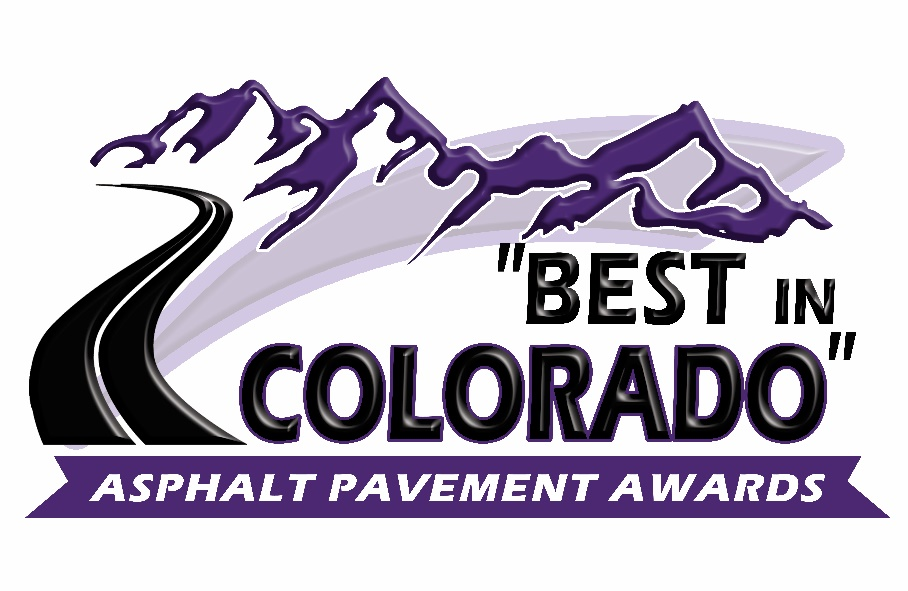 "BEST IN
COLORADO"
ASPHALT PAVEMENT AWARDS